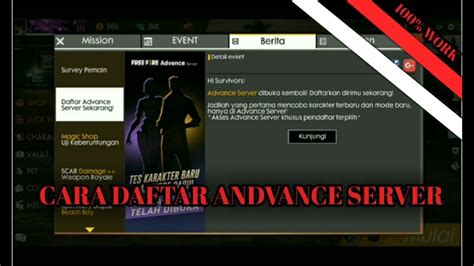 100% WORK
Mission
EVENT
Berita
Survey Pemain
Daftar Advance
Server Sekarang!
Magic Shop
Uji Keberuntungan
SCAR Damage ++
Weapon Royale
Beach Boy
FREE FIRE Advance Server
TES KARAKTER BARU
TELAH DIBUKA
Detail event
Hi Survivors!
Advance Server dibuka kembali! Daftarkan dirimu segera!
Jadilah yang pertama mencoba karakter terbaru dan mode baru,
hanya di Advance Server!
"Akses Advance Server khusus pendaftar terpilih"
Kunjungi
G+
CARA DAFTAR ANDVANCE SERVER
VAULT
Mulai